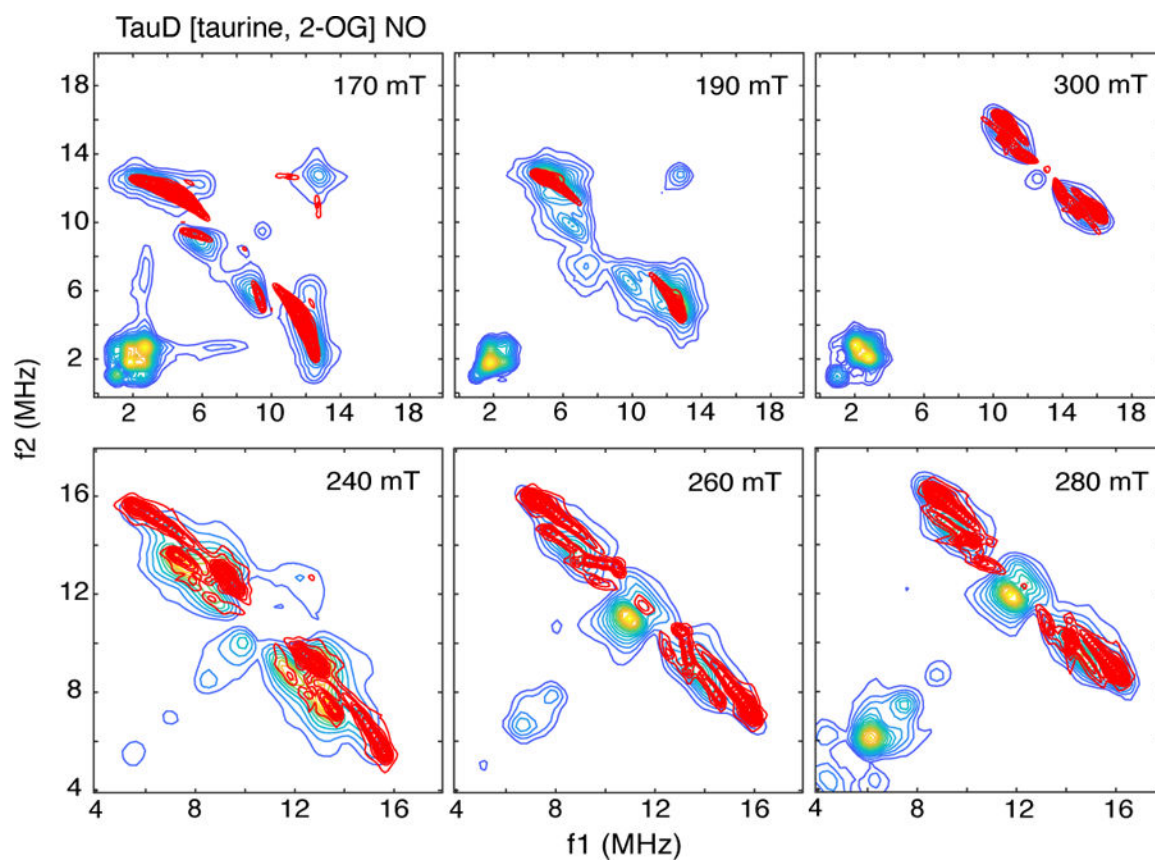 TauD [taurine, 2-OG] NO
170 mT
190 mT
300 mT
18
14
10
6
2
2 6 10 14 18
2 6 10 14 18
2 6 10 14 18
f2 (MHz)
240 mT
260 mT
280 mT
16
12
8
4
4 8 12 16
4 8 12 16
4 8 12 16
f1 (MHz)